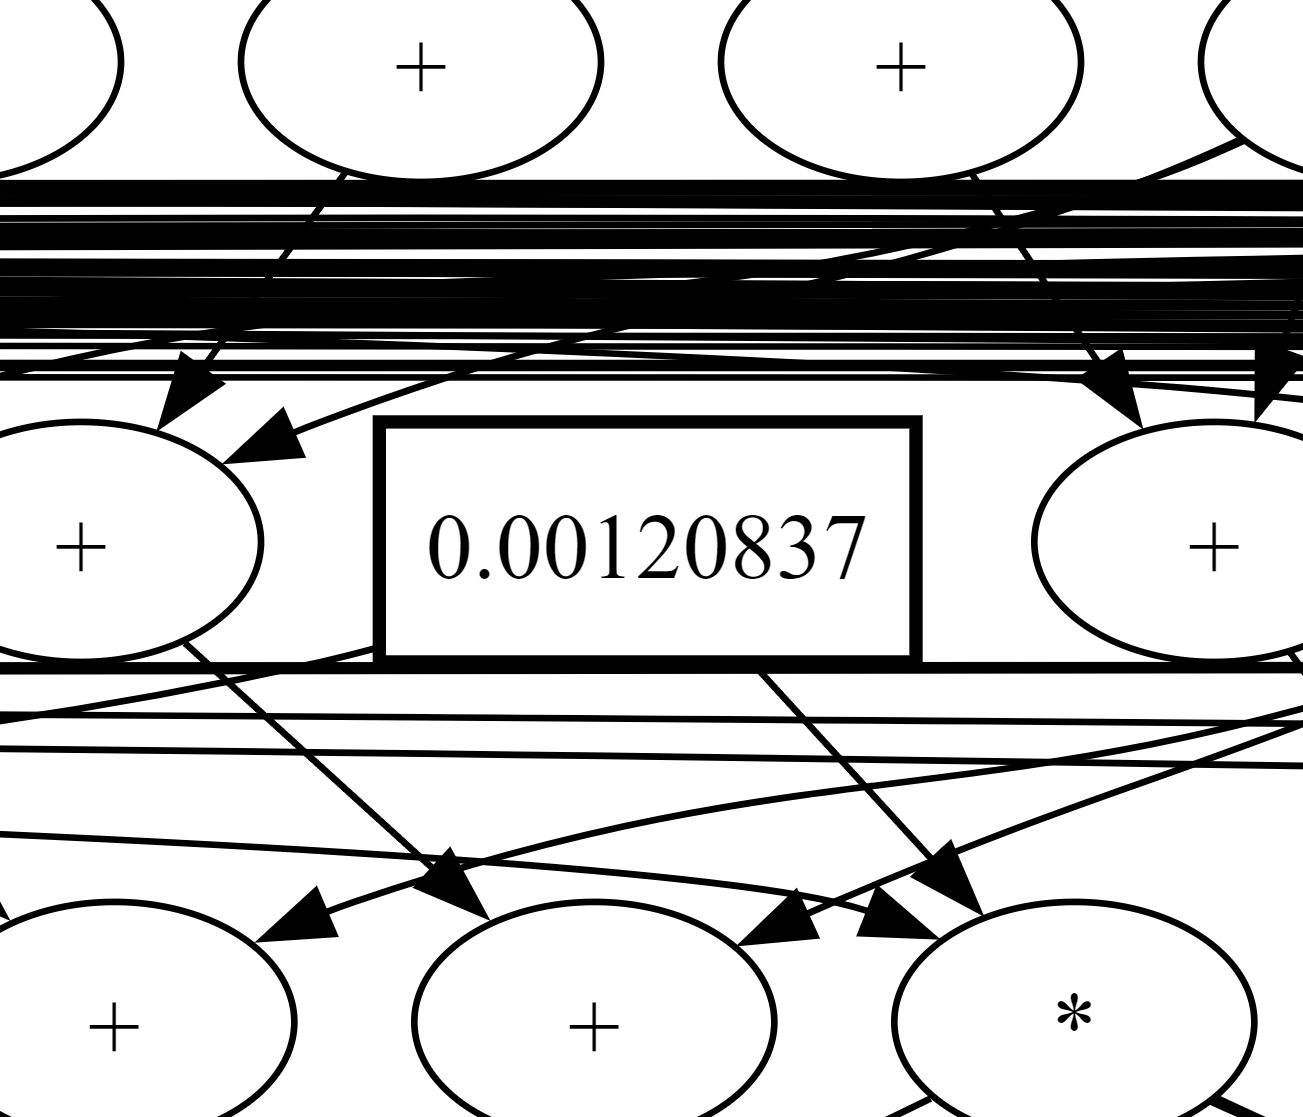 + +
+ 0.00120837 +
+ + *